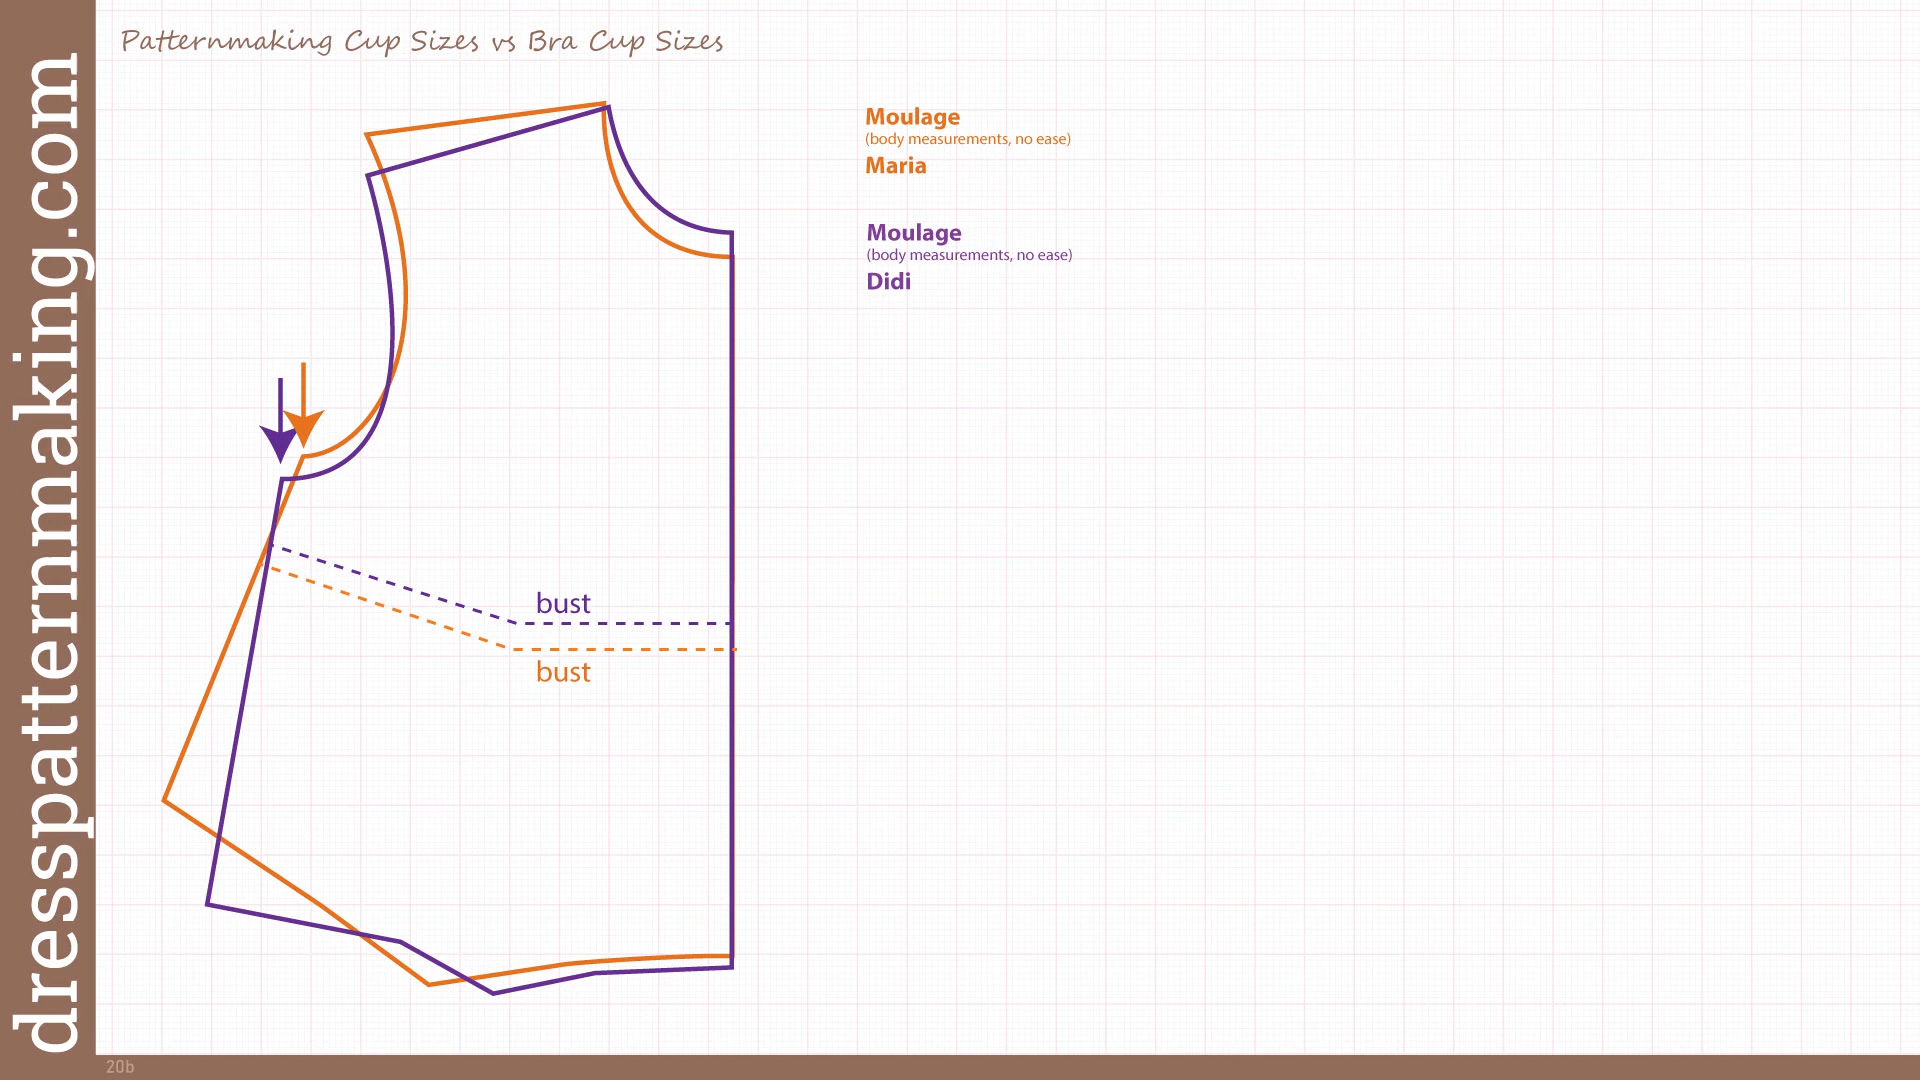 dresspatternmaking.com
Patternmaking Cup Sizes vs Bra Cup Sizes
Moulage
(body measurements, no ease)
Maria
Moulage
(body measurements, no ease)
Didi
bust
bust
20b